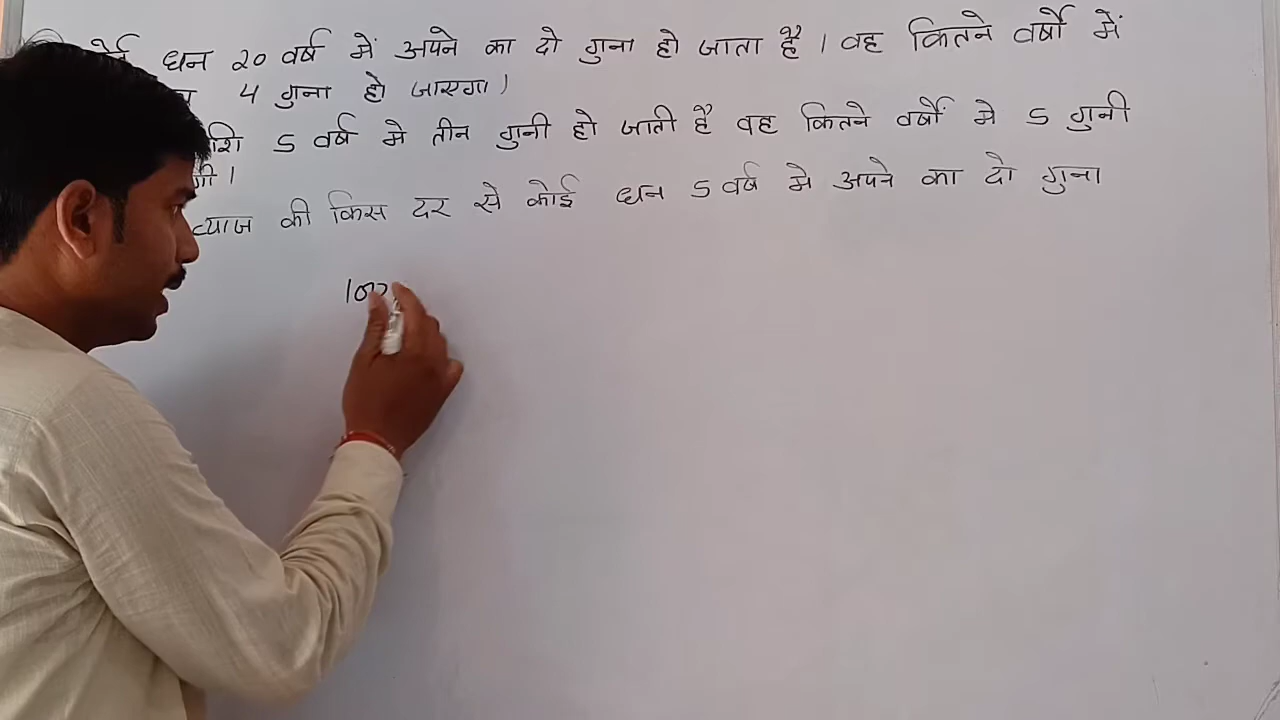 धन २० वर्ष में अपने का दो गुना हो जाता है । वह कितने वर्षो में
4 गुना हो जाएगा ।
5 वर्ष मे तीन गुनी हो जाती है वह कितने वर्षों मे 5 गुनी
।
ब्याज की किस दर से कोई धन 5 वर्ष मे अपने का दो गुना